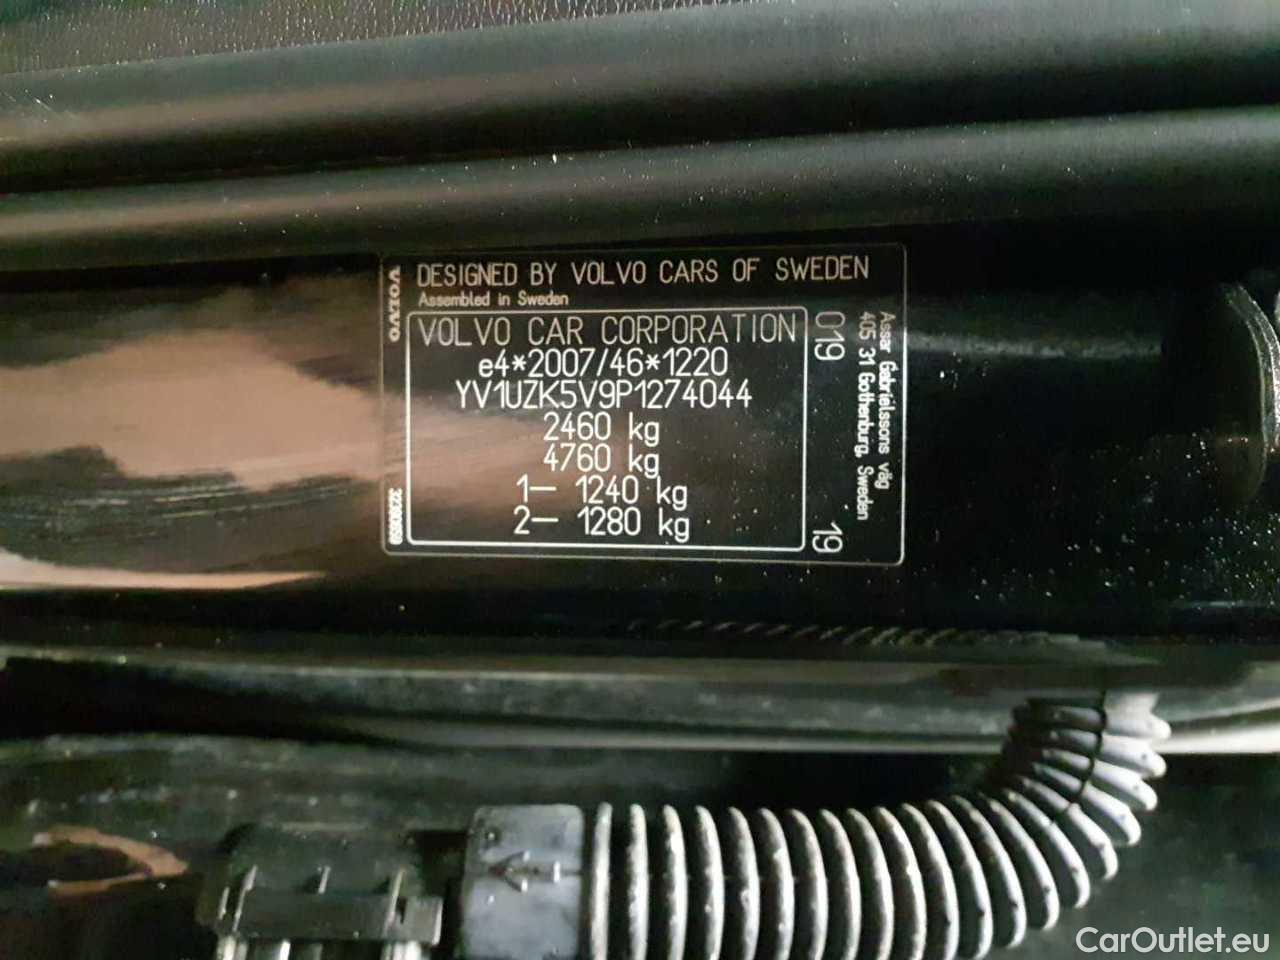 VOLVO
DESIGNED BY VOLVO CARS OF SWEDEN
Assembled in Sweden
VOLVO CAR CORPORATION
e4*2007/46*1220
YV1UZK5V9P1274044
2460 kg
4760 kg
1— 1240 kg
2— 1280 kg
019
19
Assar Gabrielssons väg
405 31 Gothenburg, Sweden
CarOutlet.eu